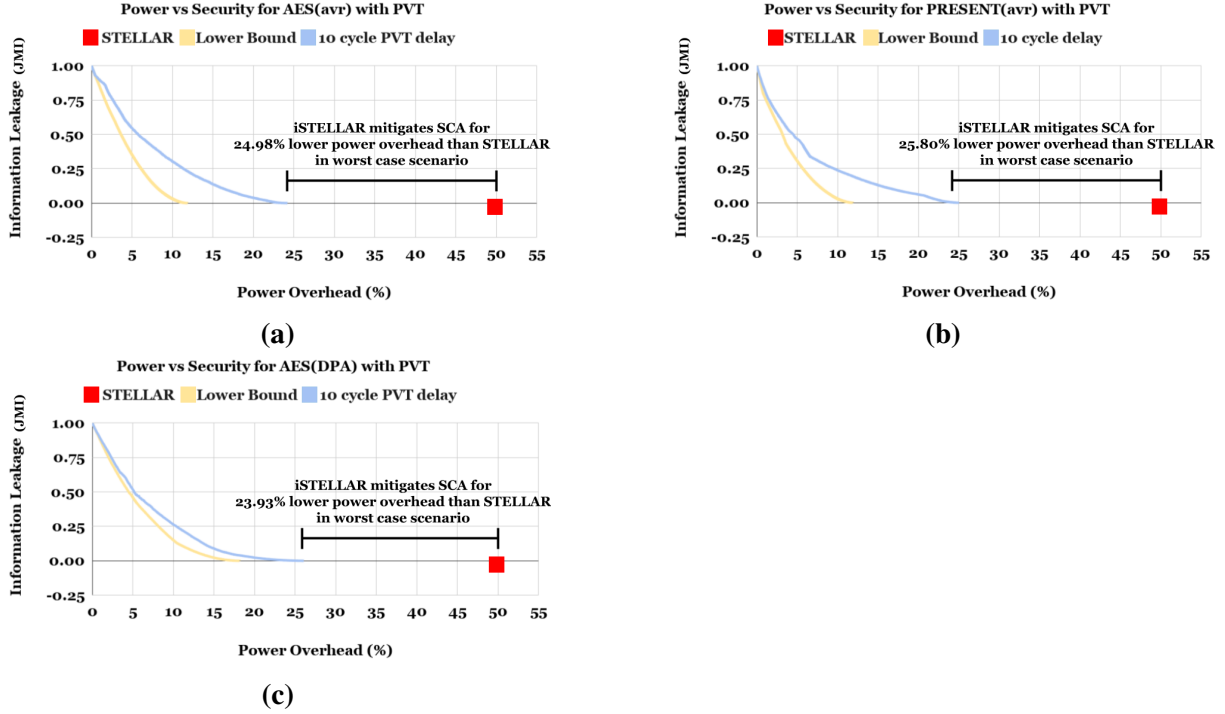 Power vs Security for AES(avr) with PVT
STELLAR Lower Bound 10 cycle PVT delay
Information Leakage (JMI)
1.00
0.75
0.50
0.25
0.00
-0.25
iSTELLAR mitigates SCA for
24.98% lower power overhead than STELLAR
in worst case scenario
0 5 10 15 20 25 30 35 40 45 50 55
Power Overhead (%)
(a)
Power vs Security for PRESENT(avr) with PVT
STELLAR Lower Bound 10 cycle delay
Information Leakage (JMI)
1.00
0.75
0.50
0.25
0.00
-0.25
iSTELLAR mitigates SCA for
25.80% lower power overhead than STELLAR
in worst case scenario
0 5 10 15 20 25 30 35 40 45 50 55
Power Overhead (%)
(b)
Power vs Security for AES(DPA) with PVT
STELLAR Lower Bound 10 cycle PVT delay
Information Leakage (JMI)
1.00
0.75
0.50
0.25
0.00
-0.25
iSTELLAR mitigates SCA for
23.93% lower power overhead than STELLAR
in worst case scenario
0 5 10 15 20 25 30 35 40 45 50 55
Power Overhead (%)
(c)